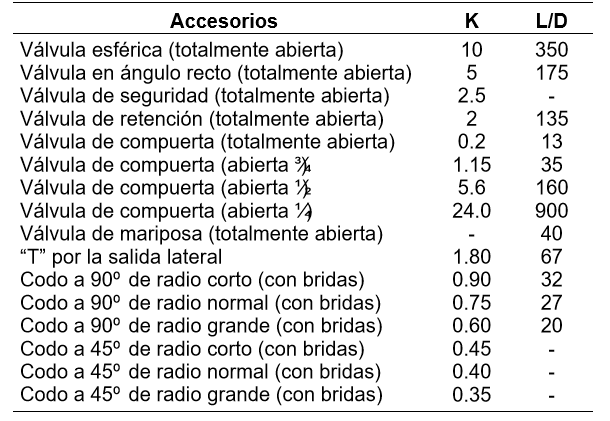 Accesorios K L/D
Válvula esférica (totalmente abierta) 10 350
Válvula en ángulo recto (totalmente abierta) 5 175
Válvula de seguridad (totalmente abierta) 2.5 -
Válvula de retención (totalmente abierta) 2 135
Válvula de compuerta (totalmente abierta) 0.2 13
Válvula de compuerta (abierta 3/4) 1.15 35
Válvula de compuerta (abierta 1/2) 5.6 160
Válvula de compuerta (abierta 1/4) 24.0 900
Válvula de mariposa (totalmente abierta) - 40
“T” por la salida lateral 1.80 67
Codo a 90º de radio corto (con bridas) 0.90 32
Codo a 90º de radio normal (con bridas) 0.75 27
Codo a 90º de radio grande (con bridas) 0.60 20
Codo a 45º de radio corto (con bridas) 0.45 -
Codo a 45º de radio normal (con bridas) 0.40 -
Codo a 45º de radio grande (con bridas) 0.35 -